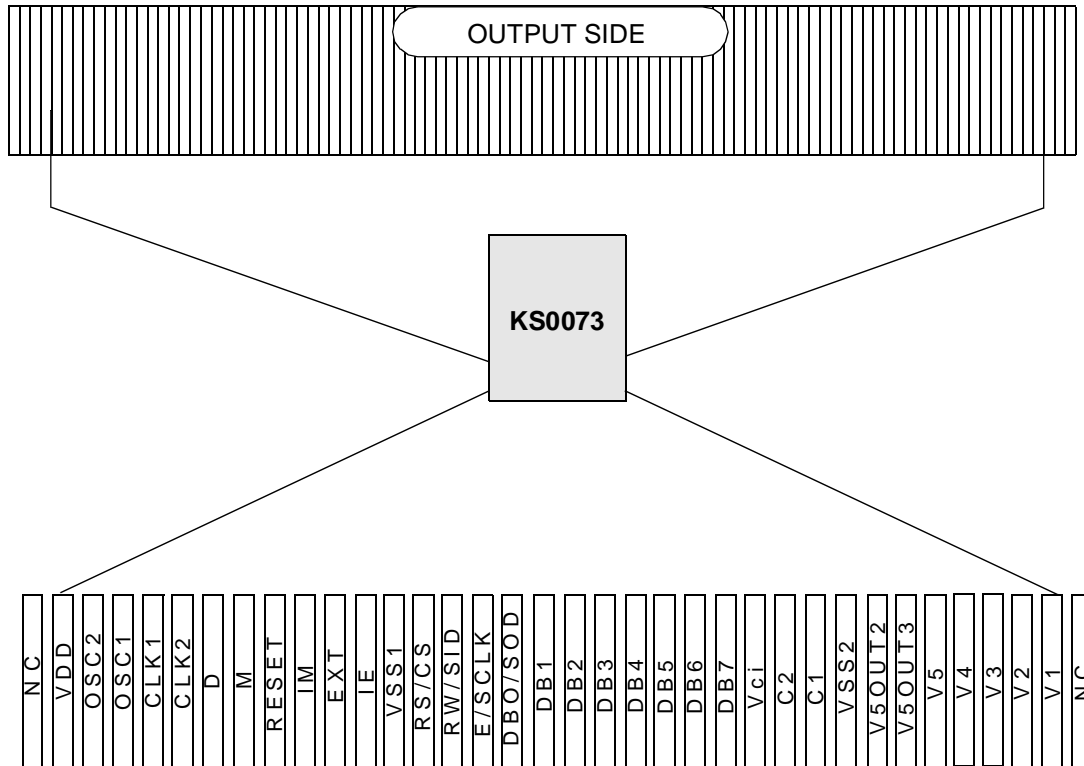 OUTPUT SIDE
KS0073
NC
VDD
OSC2
OSC1
CLK1
CLK2
D
M
RESET
IM
EXT
IE
VSS1
RS/CS
RW/SID
E/SCLK
DBO/SOD
DB1
DB2
DB3
DB4
DB5
DB6
DB7
Vci
C2
C1
VSS2
V5OUT2
V5OUT3
V5
V4
V3
V2
V1
NC